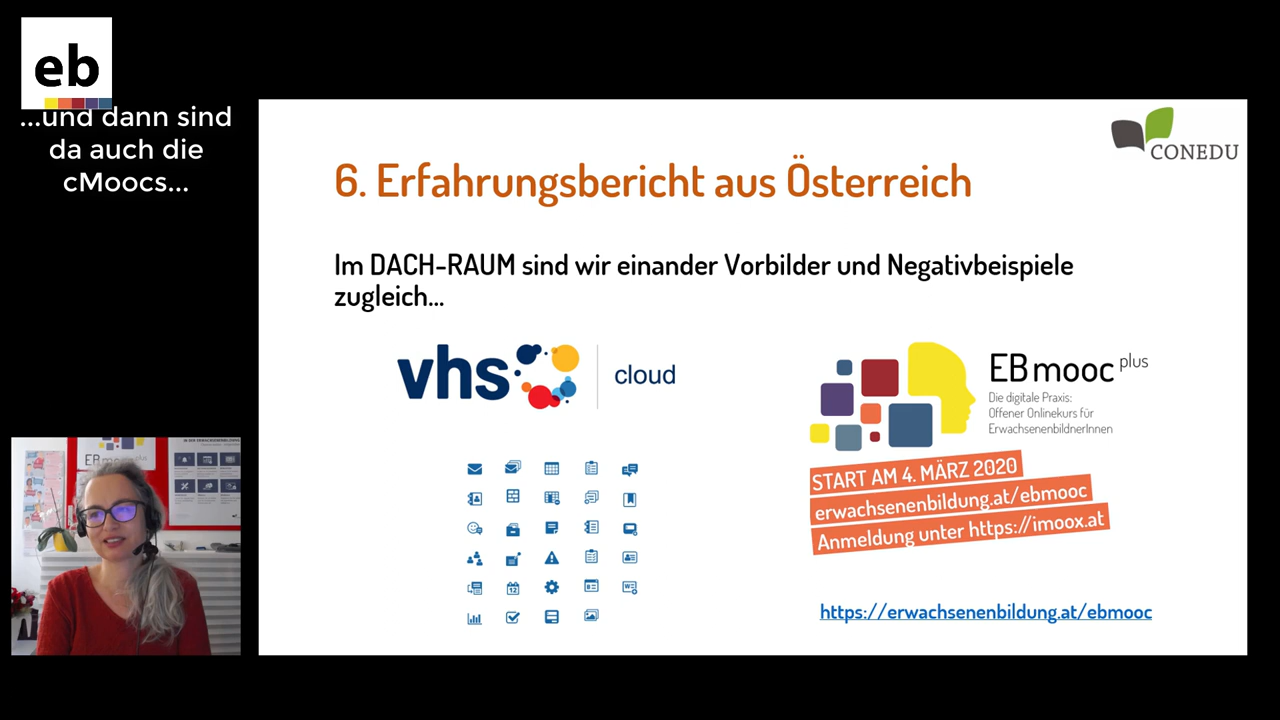 eb
...und dann sind
da auch die
cMoocs...
CONEDU
6. Erfahrungsbericht aus Österreich
Im DACH-RAUM sind wir einander Vorbilder und Negativbeispiele
zugleich...
vhs cloud
EBmooc plus
Die digitale Praxis:
Offener Onlinekurs für
ErwachsenenbildnerInnen
START AM 4. MÄRZ 2020
erwachsenenbildung.at/ebmooc
Anmeldung unter https://imoox.at
https://erwachsenenbildung.at/ebmooc
12